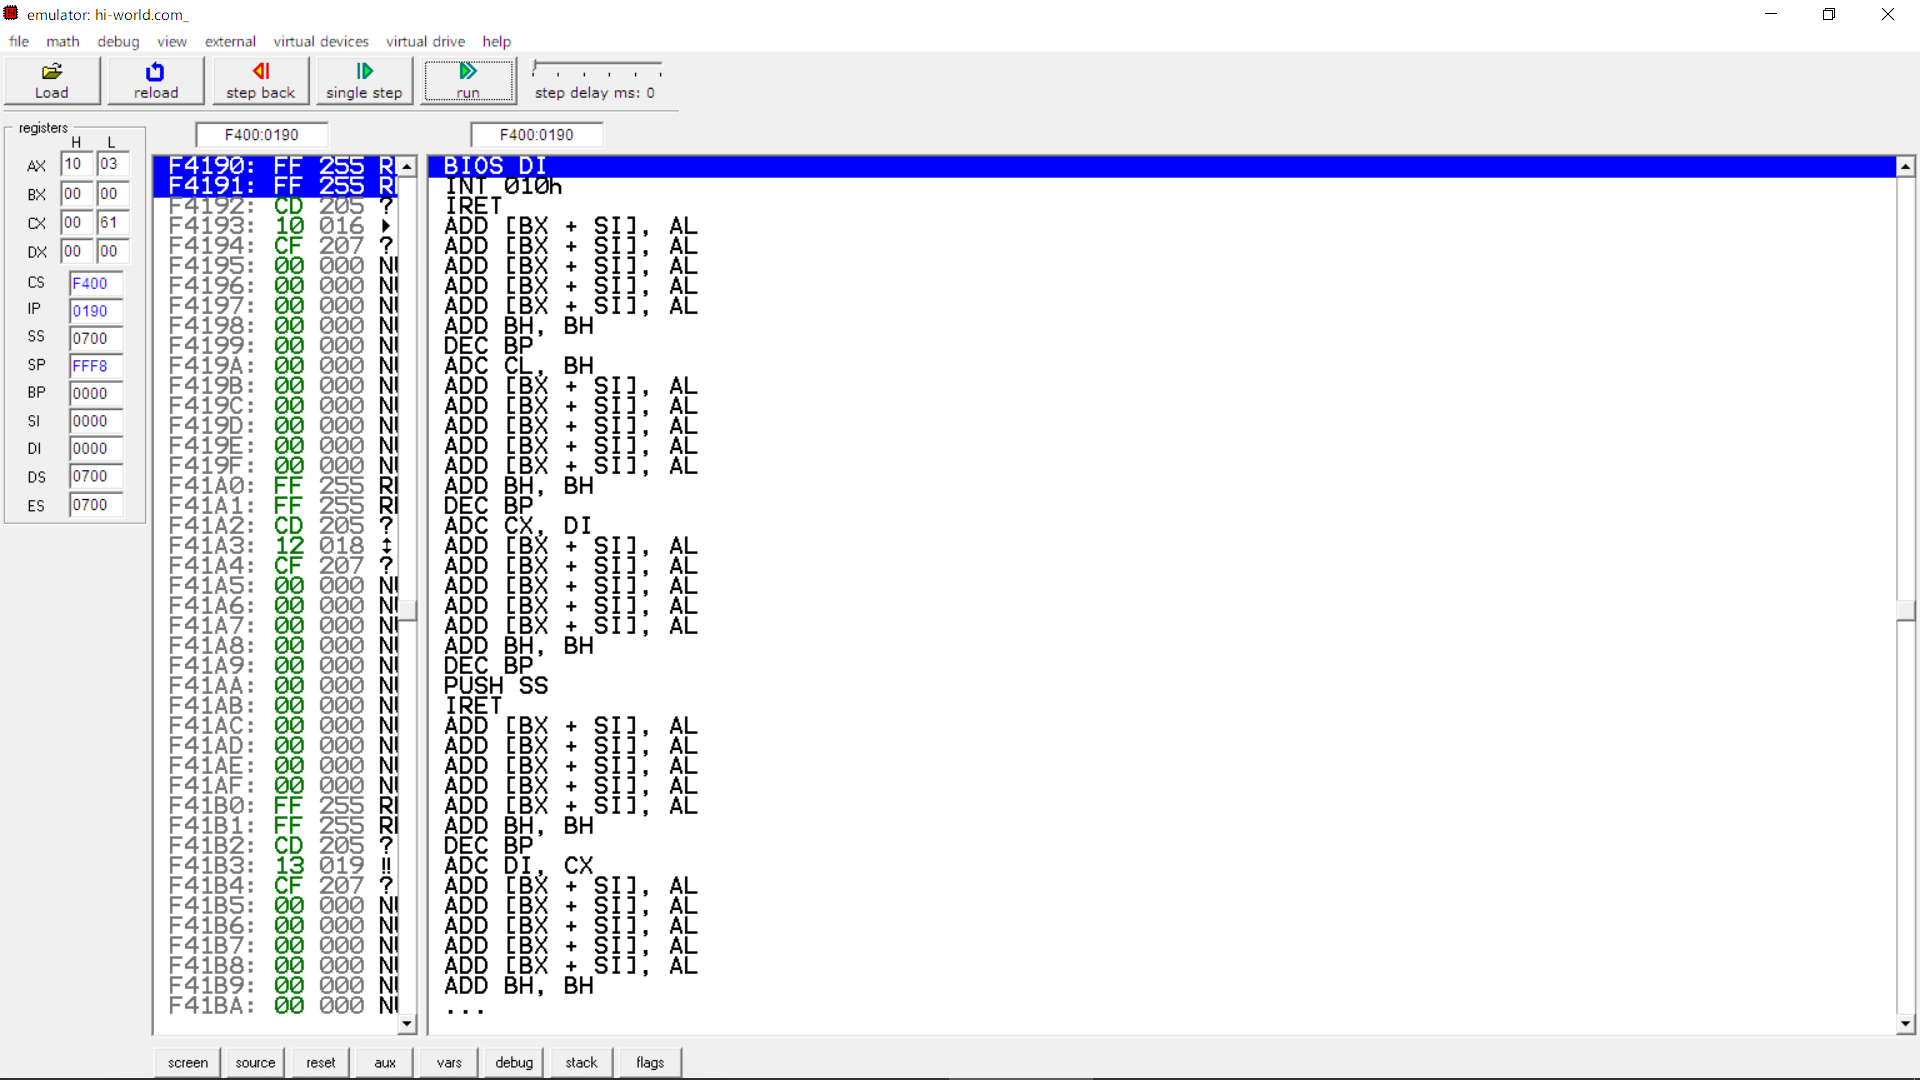 emulator: hi-world.com_
file math debug view external virtual devices virtual drive help
Load reload step back single step run step delay ms: 0
registers
F400:0190 F400:0190
H L
AX 10 03
BX 00 00
CX 00 61
DX 00 00
CS F400
IP 0190
SS 0700
SP FFF8
BP 0000
SI 0000
DI 0000
DS 0700
ES 0700
F4190: FF 255 R
F4191: FF 255 R
F4192: CD 205 ?
F4193: 10 016
F4194: CF 207 ?
F4195: 00 000 N
F4196: 00 000 N
F4197: 00 000 N
F4198: 00 000 N
F4199: 00 000 N
F419A: 00 000 N
F419B: 00 000 N
F419C: 00 000 N
F419D: 00 000 N
F419E: 00 000 N
F419F: 00 000 N
F41A0: FF 255 R
F41A1: FF 255 R
F41A2: CD 205 ?
F41A3: 12 018 ↕
F41A4: CF 207 ?
F41A5: 00 000 N
F41A6: 00 000 N
F41A7: 00 000 N
F41A8: 00 000 N
F41A9: 00 000 N
F41AA: 00 000 N
F41AB: 00 000 N
F41AC: 00 000 N
F41AD: 00 000 N
F41AE: 00 000 N
F41AF: 00 000 N
F41B0: FF 255 R
F41B1: FF 255 R
F41B2: CD 205 ?
F41B3: 13 019 ‼
F41B4: CF 207 ?
F41B5: 00 000 N
F41B6: 00 000 N
F41B7: 00 000 N
F41B8: 00 000 N
F41B9: 00 000 N
F41BA: 00 000 N
BIOS DI
INT 010h
IRET
ADD [BX + SI], AL
ADD [BX + SI], AL
ADD [BX + SI], AL
ADD [BX + SI], AL
ADD [BX + SI], AL
ADD BH, BH
DEC BP
ADC CL, BH
ADD [BX + SI], AL
ADD [BX + SI], AL
ADD [BX + SI], AL
ADD [BX + SI], AL
ADD [BX + SI], AL
ADD BH, BH
DEC BP
ADC CX, DI
ADD [BX + SI], AL
ADD [BX + SI], AL
ADD [BX + SI], AL
ADD [BX + SI], AL
ADD [BX + SI], AL
ADD BH, BH
DEC BP
PUSH SS
IRET
ADD [BX + SI], AL
ADD [BX + SI], AL
ADD [BX + SI], AL
ADD [BX + SI], AL
ADD [BX + SI], AL
ADD BH, BH
DEC BP
ADC DI, CX
ADD [BX + SI], AL
ADD [BX + SI], AL
ADD [BX + SI], AL
ADD [BX + SI], AL
ADD [BX + SI], AL
ADD BH, BH
...
screen source reset aux vars debug stack flags